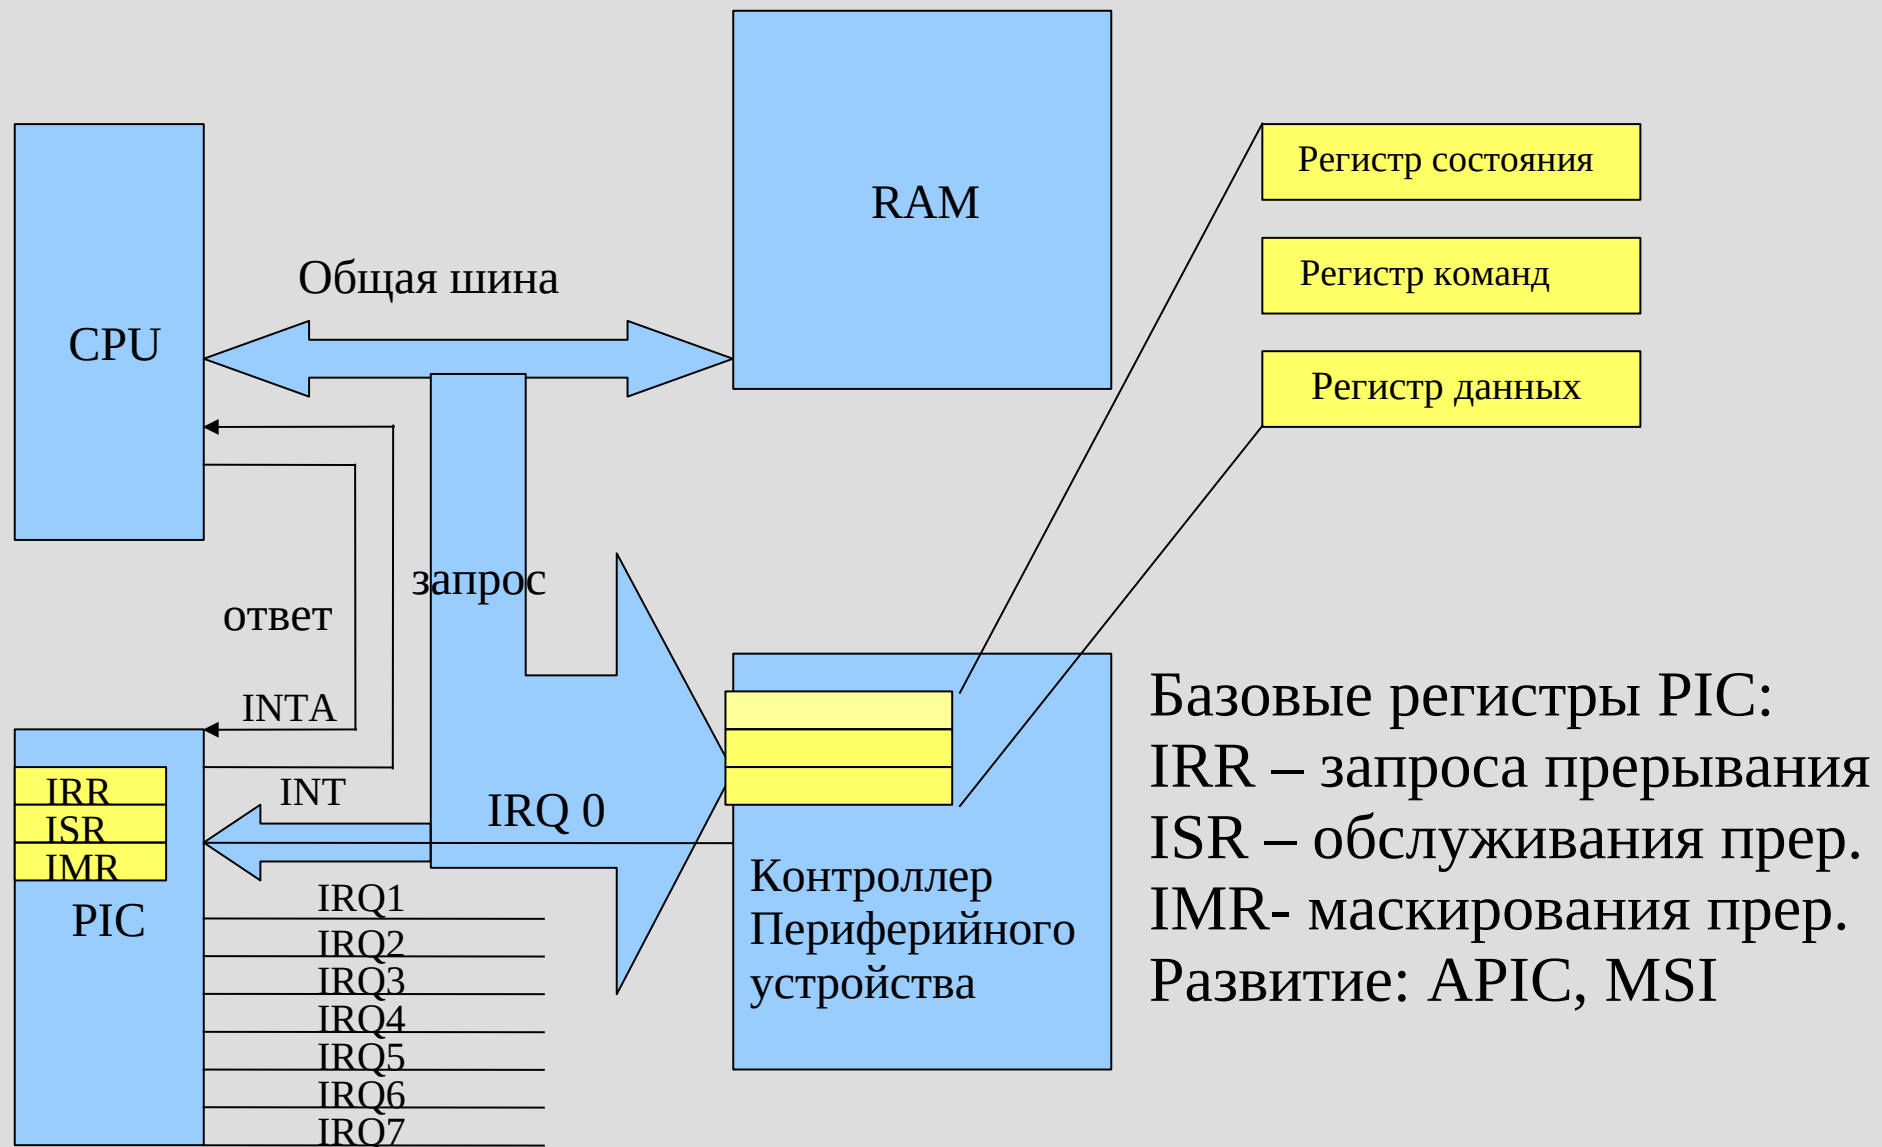 RAM
Регистр состояния
Регистр команд
Регистр данных
Общая шина
CPU
запрос
ответ
INTA
INT
IRR
ISR
IMR
PIC
IRQ 0
IRQ1
IRQ2
IRQ3
IRQ4
IRQ5
IRQ6
IRQ7
Контроллер
Периферийного
устройства
Базовые регистры PIC:
IRR – запроса прерывания
ISR – обслуживания прер.
IMR- маскирования прер.
Развитие: APIC, MSI